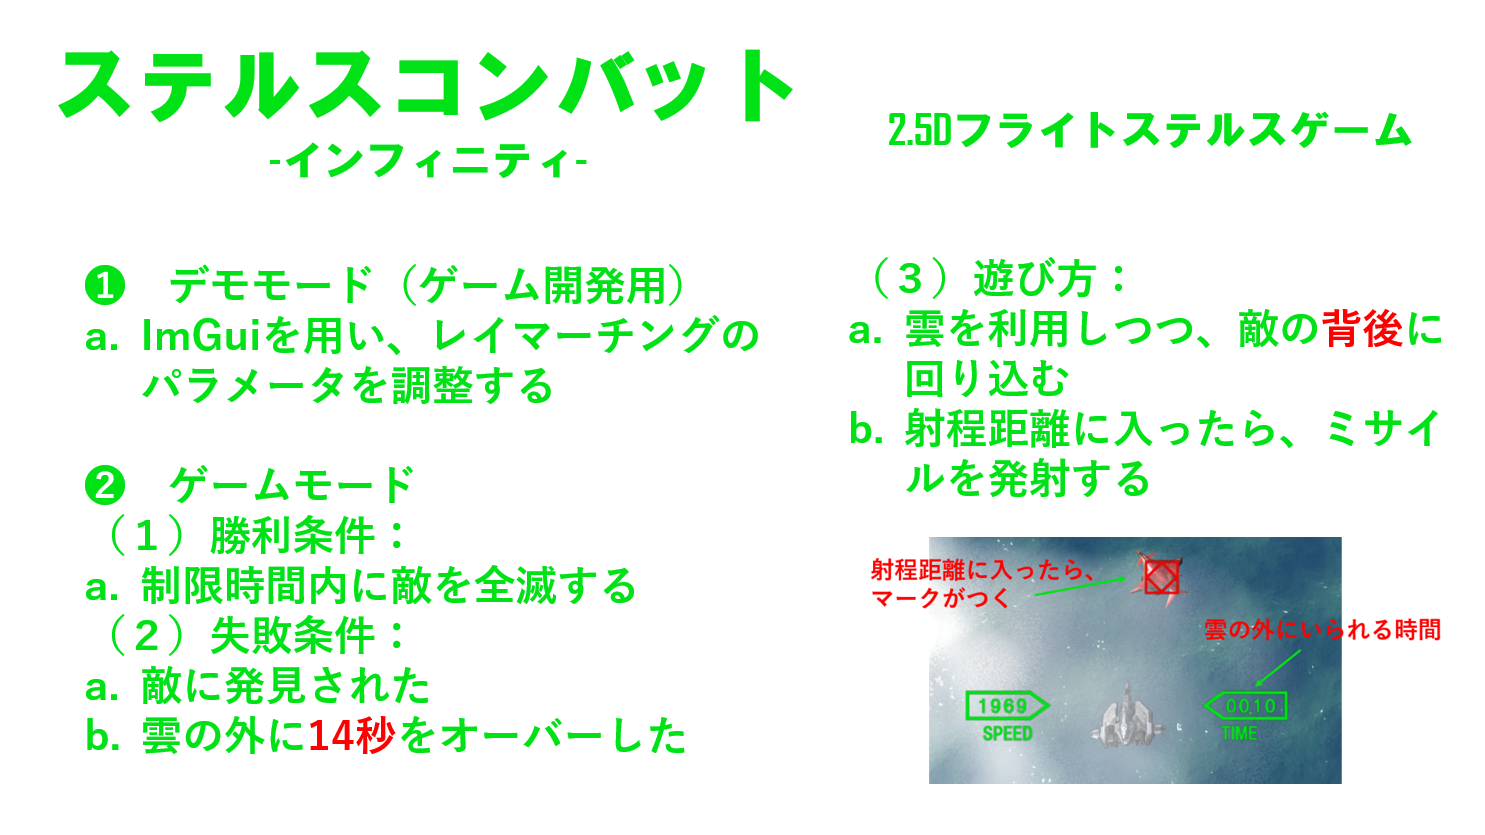 ステルスコンバット
-インフィニティ-
2.5Dフライトステルスゲーム
❶　デモモード（ゲーム開発用）
a. ImGuiを用い、レイマーチングの
パラメータを調整する
❷　ゲームモード
（１）勝利条件：
a. 制限時間内に敵を全滅する
（２）失敗条件：
a. 敵に発見された
b. 雲の外に14秒をオーバーした
（３）遊び方：
a. 雲を利用しつつ、敵の背後に
回り込む
b. 射程距離に入ったら、ミサイ
ルを発射する
射程距離に入ったら、
マークがつく
雲の外にいられる時間
1969
SPEED
00.10
TIME